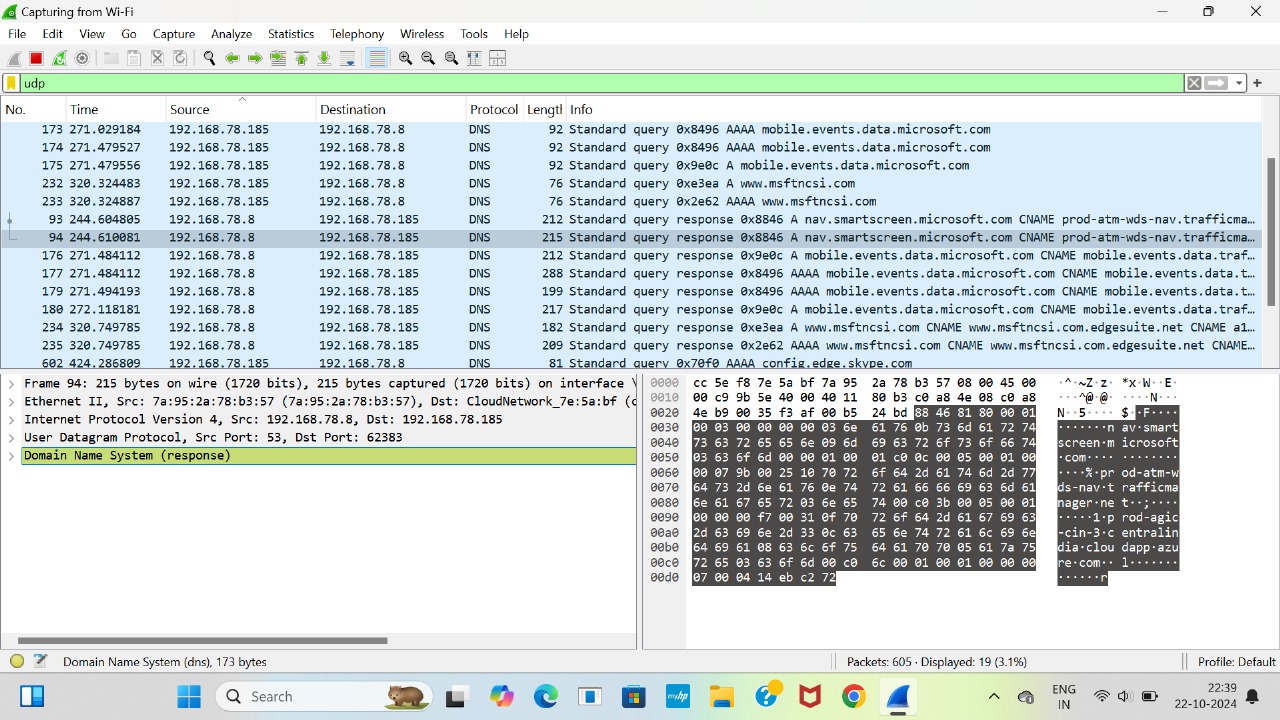 Capturing from Wi-Fi
File Edit View Go Capture Analyze Statistics Telephony Wireless Tools Help
udp
No. Time Source Destination Protocol Length Info
173 271.029184 192.168.78.185 192.168.78.8 DNS 92 Standard query 0x8496 AAAA mobile.events.data.microsoft.com
174 271.479527 192.168.78.185 192.168.78.8 DNS 92 Standard query 0x8496 AAAA mobile.events.data.microsoft.com
175 271.479556 192.168.78.185 192.168.78.8 DNS 92 Standard query 0x9e0c A mobile.events.data.microsoft.com
232 320.324483 192.168.78.185 192.168.78.8 DNS 76 Standard query 0xe3ea A www.msftncsi.com
233 320.324887 192.168.78.185 192.168.78.8 DNS 76 Standard query 0x2e62 AAAA www.msftncsi.com
93 244.604805 192.168.78.8 192.168.78.185 DNS 212 Standard query response 0x8846 A nav.smartscreen.microsoft.com CNAME prod-atm-wds-nav.trafficma...
94 244.610081 192.168.78.8 192.168.78.185 DNS 215 Standard query response 0x8846 A nav.smartscreen.microsoft.com CNAME prod-atm-wds-nav.trafficma...
176 271.484112 192.168.78.8 192.168.78.185 DNS 212 Standard query response 0x9e0c A mobile.events.data.microsoft.com CNAME mobile.events.data.traf...
177 271.484112 192.168.78.8 192.168.78.185 DNS 288 Standard query response 0x8496 AAAA mobile.events.data.microsoft.com CNAME mobile.events.data.t...
179 271.494193 192.168.78.8 192.168.78.185 DNS 199 Standard query response 0x8496 AAAA mobile.events.data.microsoft.com CNAME mobile.events.data.t...
180 272.118181 192.168.78.8 192.168.78.185 DNS 217 Standard query response 0x9e0c A mobile.events.data.microsoft.com CNAME mobile.events.data.traf...
234 320.749785 192.168.78.8 192.168.78.185 DNS 182 Standard query response 0xe3ea A www.msftncsi.com CNAME www.msftncsi.com.edgesuite.net CNAME a1...
235 320.749785 192.168.78.8 192.168.78.185 DNS 209 Standard query response 0x2e62 AAAA www.msftncsi.com CNAME www.msftncsi.com.edgesuite.net CNAME...
602 424.286809 192.168.78.185 192.168.78.8 DNS 81 Standard query 0x70f0 AAAA config.edge.skype.com
Frame 94: 215 bytes on wire (1720 bits), 215 bytes captured (1720 bits) on interface \
Ethernet II, Src: 7a:95:2a:78:b3:57 (7a:95:2a:78:b3:57), Dst: CloudNetwork_7e:5a:bf (c
Internet Protocol Version 4, Src: 192.168.78.8, Dst: 192.168.78.185
User Datagram Protocol, Src Port: 53, Dst Port: 62383
Domain Name System (response)
0000 cc 5e f8 7e 5a bf 7a 95 2a 78 b3 57 08 00 45 00 ·^·~Z·z· *x·W··E·
0010 00 c9 9b 5e 40 00 40 11 80 b3 c0 a8 4e 08 c0 a8 ···^@·@· ····N···
0020 4e b9 00 35 f3 af 00 b5 24 bd 88 46 81 80 00 01 N··5···· $··F····
0030 00 03 00 00 00 00 03 6e 61 76 0b 73 6d 61 72 74 ·······n av·smart
0040 73 63 72 65 65 6e 09 6d 69 63 72 6f 73 6f 66 74 screen·m icrosoft
0050 03 63 6f 6d 00 00 01 00 01 c0 0c 00 05 00 01 00 ·com···· ········
0060 00 07 9b 00 25 10 70 72 6f 64 2d 61 74 6d 2d 77 ····%·pr od-atm-w
0070 64 73 2d 6e 61 76 0e 74 72 61 66 66 69 63 6d 61 ds-nav·t rafficma
0080 6e 61 67 65 72 03 6e 65 74 00 c0 3b 00 05 00 01 nager·ne t··;····
0090 00 00 00 f7 00 31 0f 70 72 6f 64 2d 61 67 69 63 ·····1·p rod-agic
00a0 2d 63 69 6e 2d 33 0c 63 65 6e 74 72 61 6c 69 6e -cin-3·c entralin
00b0 64 69 61 08 63 6c 6f 75 64 61 70 70 05 61 7a 75 dia·clou dapp·azu
00c0 72 65 03 63 6f 6d 00 c0 6c 00 01 00 01 00 00 00 re·com·· l·······
00d0 07 00 04 14 eb c2 72 ······r
Domain Name System (dns), 173 bytes
Packets: 605 · Displayed: 19 (3.1%)
Profile: Default
Search
myhp
ENG
IN
22:39
22-10-2024